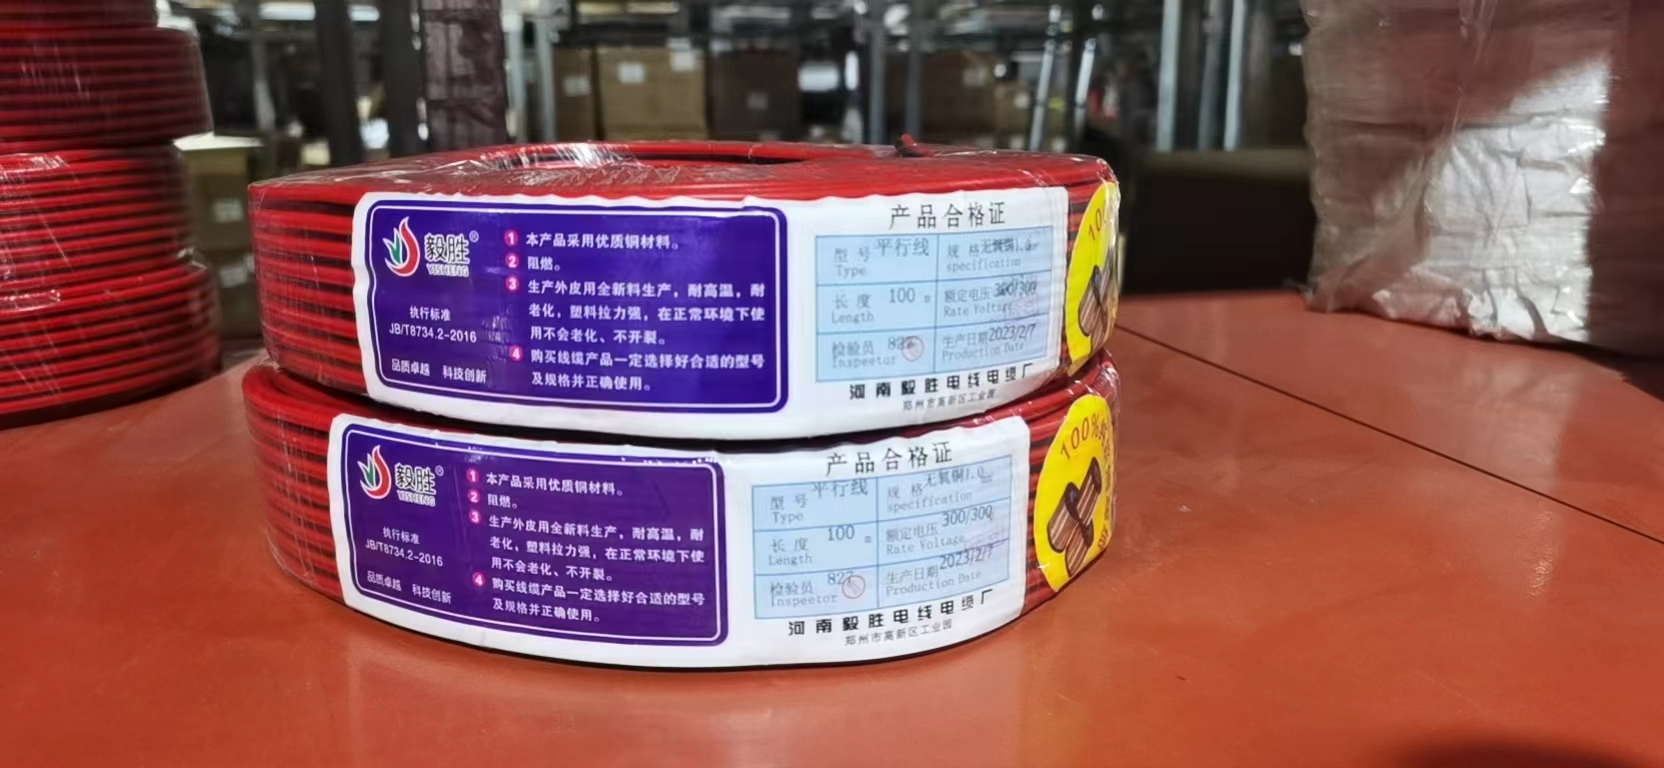 毅胜®
YISHENG
执行标准
JB/T8734.2-2016
品质卓越 科技创新
1 本产品采用优质铜材料。
2 阻燃。
3 生产外皮用全新料生产，耐高温，耐
老化，塑料拉力强，在正常环境下使
用不会老化、不开裂。
4 购买线缆产品一定选择好合适的型号
及规格并正确使用。
产品合格证
型号 平行线 规格 无氧铜1.0
Type specification
长度 100 m 额定电压 300/300
Length Rate Voltage
检验员 827 生产日期 2023/2/7
Inspeetor Production Date
河南毅胜电线电缆厂
郑州市高新区工业园
毅胜®
YISHENG
执行标准
JB/T8734.2-2016
品质卓越 科技创新
1 本产品采用优质铜材料。
2 阻燃。
3 生产外皮用全新料生产，耐高温，耐
老化，塑料拉力强，在正常环境下使
用不会老化、不开裂。
4 购买线缆产品一定选择好合适的型号
及规格并正确使用。
产品合格证
型号 平行线 规格 无氧铜1.0
Type specification
长度 100 m 额定电压 300/300
Length Rate Voltage
检验员 827 生产日期 2023/2/7
Inspeetor Production Date
河南毅胜电线电缆厂
郑州市高新区工业园
100%